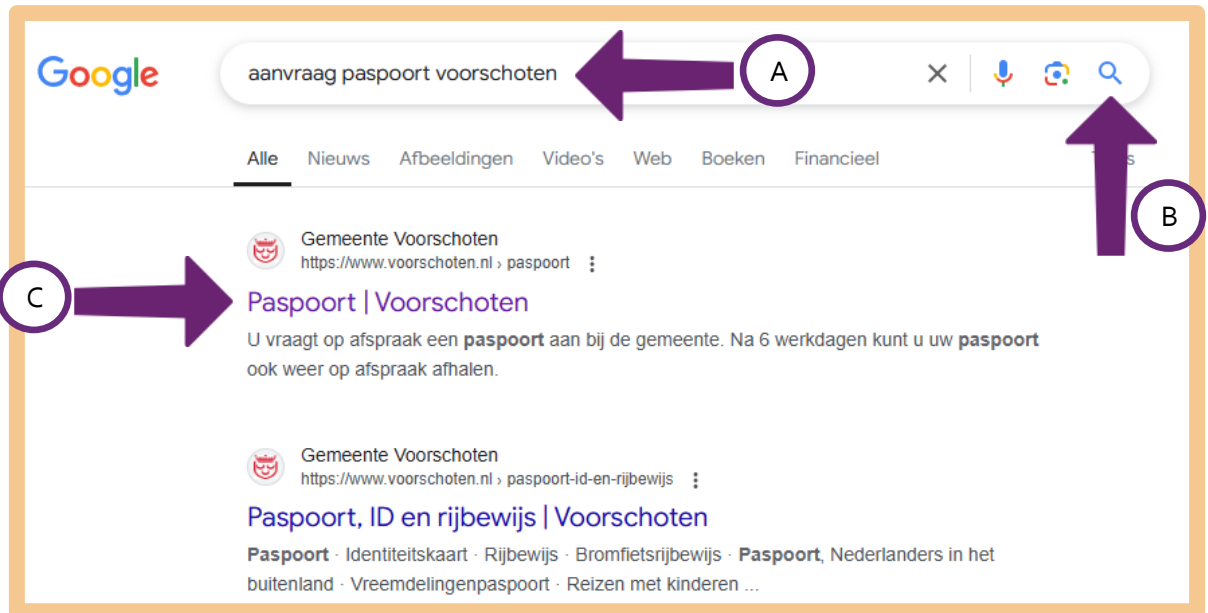 Google
aanvraag paspoort voorschoten
A
Alle Nieuws Afbeeldingen Video's Web Boeken Financieel
B
Gemeente Voorschoten
https://www.voorschoten.nl › paspoort
C
Paspoort | Voorschoten
U vraagt op afspraak een paspoort aan bij de gemeente. Na 6 werkdagen kunt u uw paspoort
ook weer op afspraak afhalen.
Gemeente Voorschoten
https://www.voorschoten.nl › paspoort-id-en-rijbewijs
Paspoort, ID en rijbewijs | Voorschoten
Paspoort · Identiteitskaart · Rijbewijs · Bromfietsrijbewijs · Paspoort, Nederlanders in het
buitenland · Vreemdelingenpaspoort · Reizen met kinderen ...